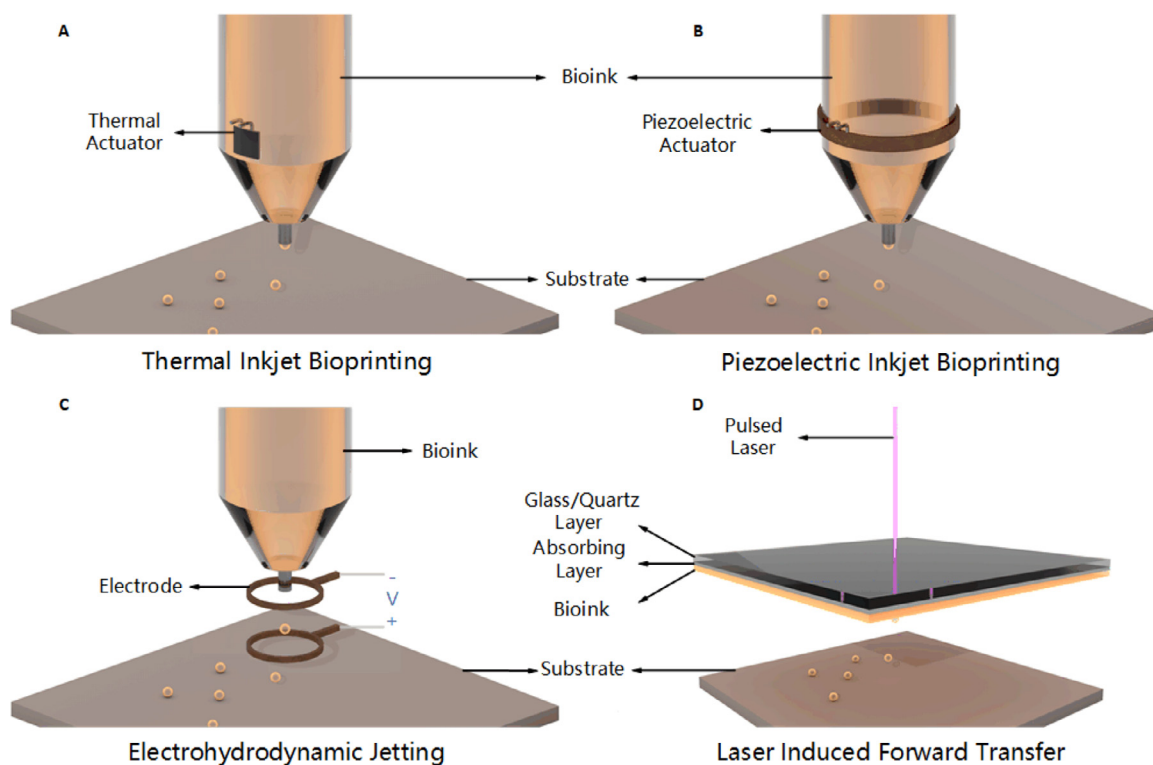 A
B
Bioink
Thermal
Actuator
Piezoelectric
Actuator
Substrate
Thermal Inkjet Bioprinting
Piezoelectric Inkjet Bioprinting
C
D
Pulsed
Laser
Bioink
Glass/Quartz
Layer
Absorbing
Layer
Electrode
-
V
+
Bioink
Substrate
Electrohydrodynamic Jetting
Laser Induced Forward Transfer